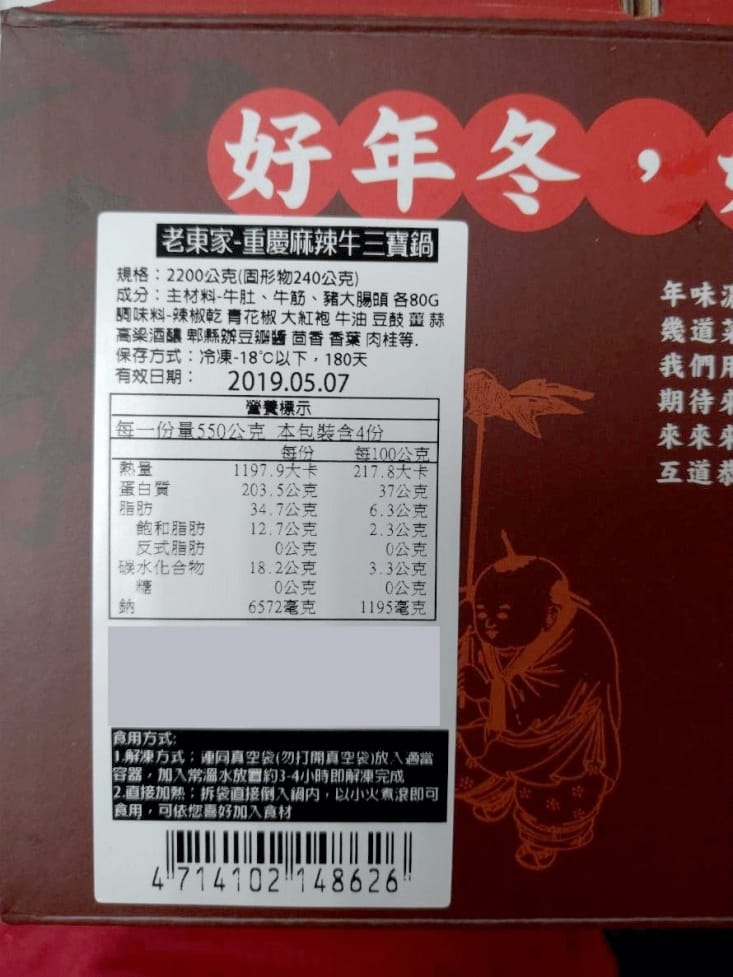 好年冬，
老東家-重慶麻辣牛三寶鍋
規格：2200公克(固形物240公克)
成分：主材料-牛肚、牛筋、豬大腸頭 各80G
調味料-辣椒乾 青花椒 大紅袍 牛油 豆鼓 薑 蒜
高粱酒釀 郫縣辦豆瓣醬 茴香 香葉 肉桂等.
保存方式：冷凍-18℃以下，180天
有效日期： 2019.05.07
營養標示
每一份量550公克 本包裝含4份
每份 每100公克
熱量 1197.9大卡 217.8大卡
蛋白質 203.5公克 37公克
脂肪 34.7公克 6.3公克
飽和脂肪 12.7公克 2.3公克
反式脂肪 0公克 0公克
碳水化合物 18.2公克 3.3公克
糖 0公克 0公克
鈉 6572毫克 1195毫克
食用方式:
1.解凍方式：連同真空袋(勿打開真空袋)放入適當
容器，加入常溫水放置約3-4小時即解凍完成
2.直接加熱：拆袋直接倒入鍋內，以小火煮滾即可
食用，可依您喜好加入食材
4 714102 148626
年味
幾道
我們用
期待
來來
互道